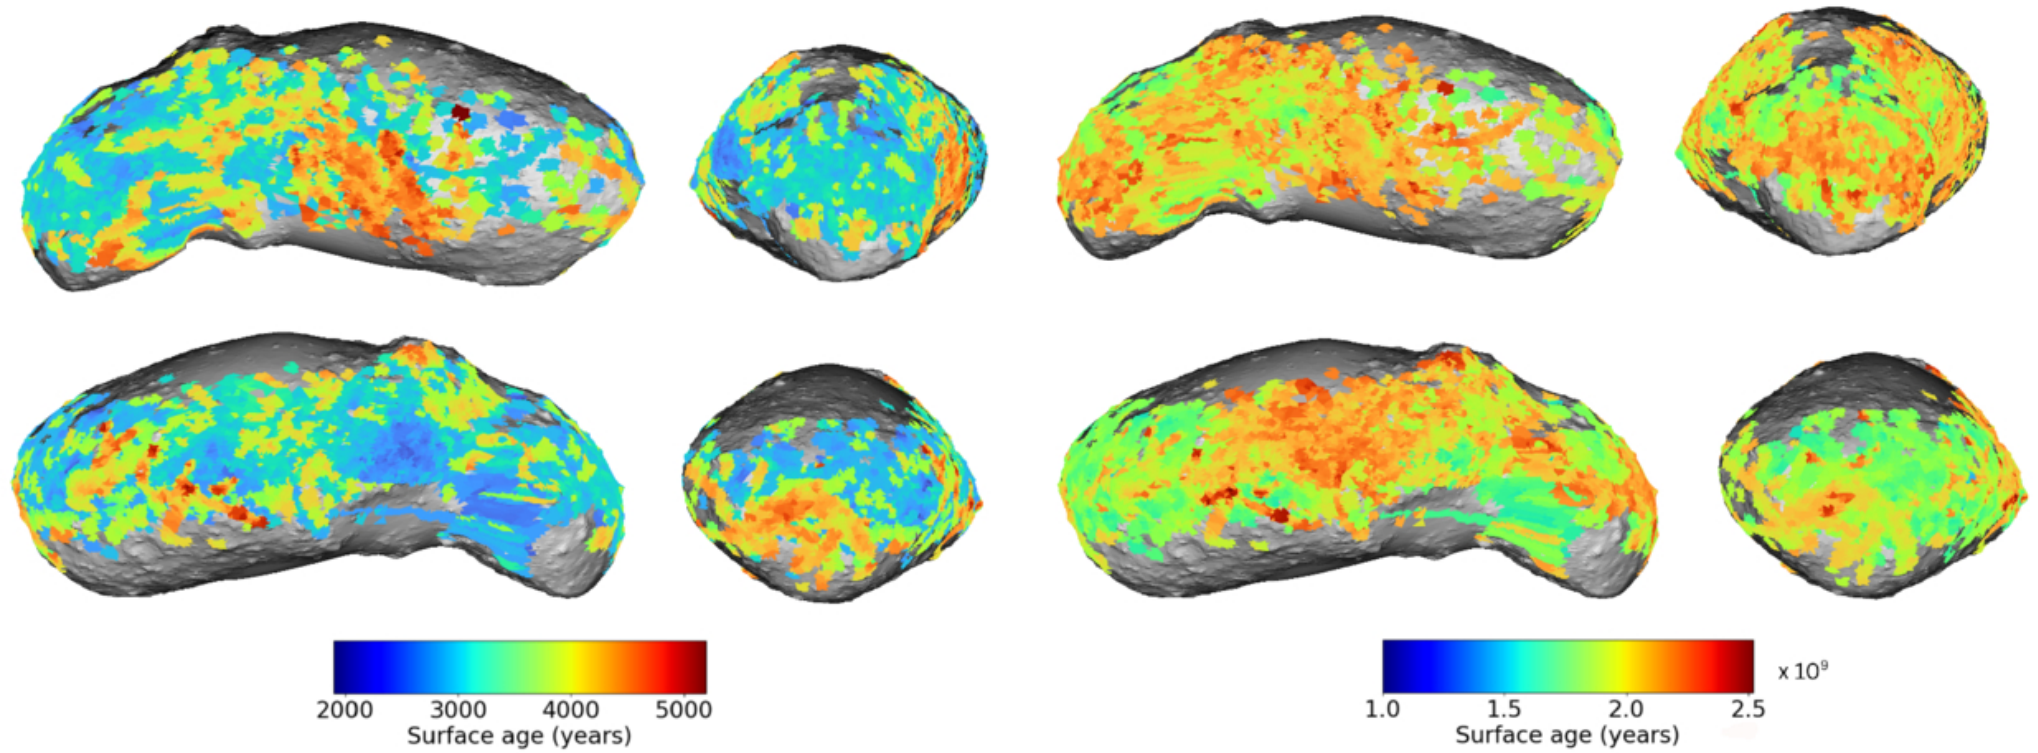 2000 3000 4000 5000
Surface age (years)
1.0 1.5 2.0 2.5
x 10⁹
Surface age (years)